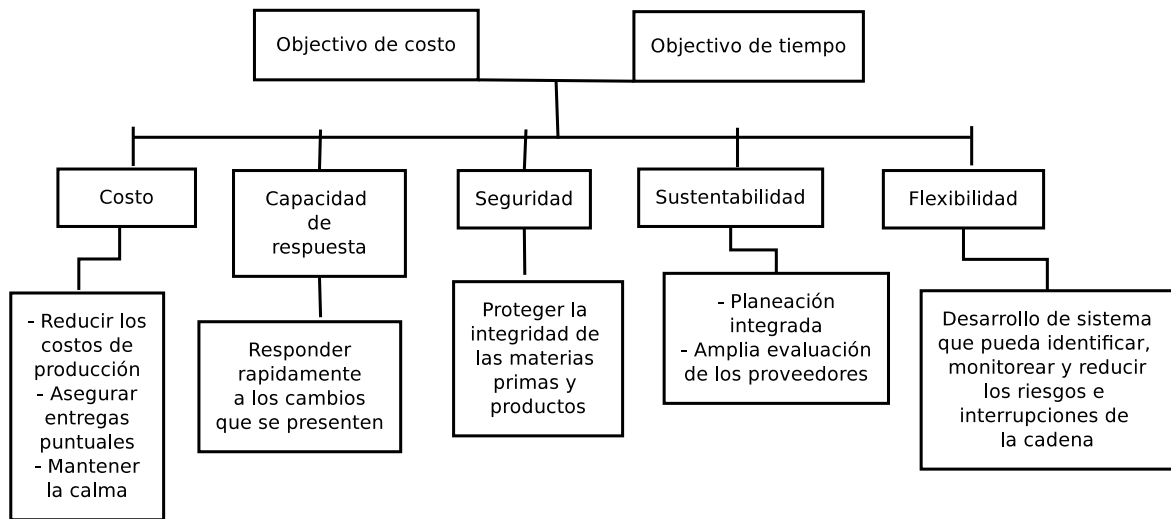 Objectivo de costo
Objectivo de tiempo
Costo
Capacidad
de
respuesta
Seguridad
Sustentabilidad
Flexibilidad
- Reducir los
costos de
producción
- Asegurar
entregas
puntuales
- Mantener
la calma
Responder
rapidamente
a los cambios
que se presenten
Proteger la
integridad de
las materias
primas y
productos
- Planeación
integrada
- Amplia evaluación
de los proveedores
Desarrollo de sistema
que pueda identificar,
monitorear y reducir
los riesgos e
interrupciones de
la cadena